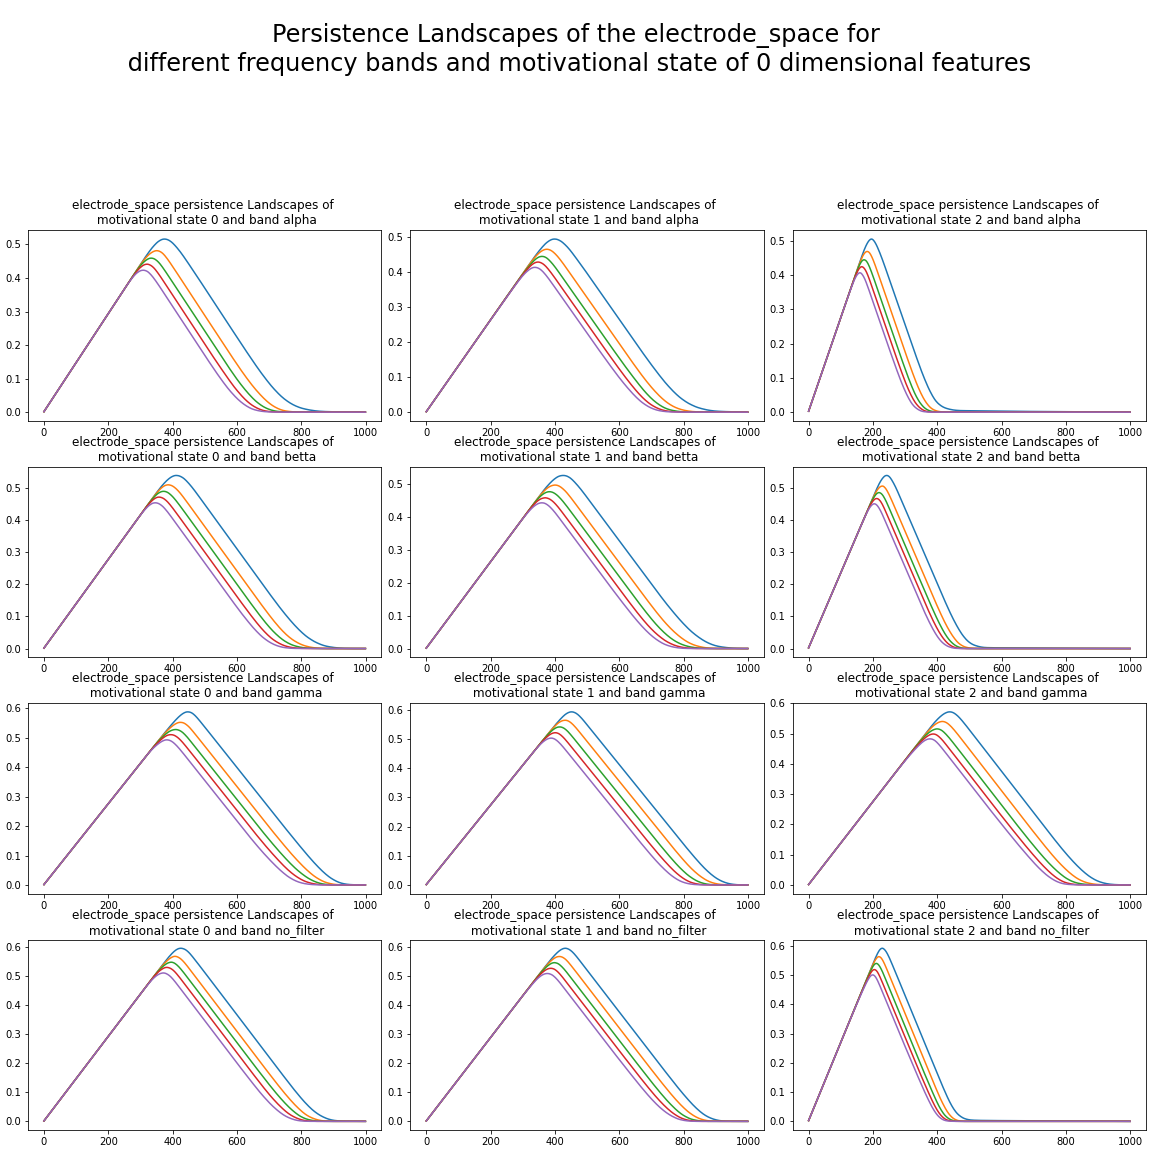 Persistence Landscapes of the electrode_space for
different frequency bands and motivational state of 0 dimensional features
electrode_space persistence Landscapes of
motivational state 0 and band alpha
electrode_space persistence Landscapes of
motivational state 1 and band alpha
electrode_space persistence Landscapes of
motivational state 2 and band alpha
0.5
0.4
0.3
0.2
0.1
0.0
0 200 400 600 800 1000
0.5
0.4
0.3
0.2
0.1
0.0
0 200 400 600 800 1000
0.5
0.4
0.3
0.2
0.1
0.0
0 200 400 600 800 1000
electrode_space persistence Landscapes of
motivational state 0 and band betta
electrode_space persistence Landscapes of
motivational state 1 and band betta
electrode_space persistence Landscapes of
motivational state 2 and band betta
0.5
0.4
0.3
0.2
0.1
0.0
0 200 400 600 800 1000
0.5
0.4
0.3
0.2
0.1
0.0
0 200 400 600 800 1000
0.5
0.4
0.3
0.2
0.1
0.0
0 200 400 600 800 1000
electrode_space persistence Landscapes of
motivational state 0 and band gamma
electrode_space persistence Landscapes of
motivational state 1 and band gamma
electrode_space persistence Landscapes of
motivational state 2 and band gamma
0.6
0.5
0.4
0.3
0.2
0.1
0.0
0 200 400 600 800 1000
0.6
0.5
0.4
0.3
0.2
0.1
0.0
0 200 400 600 800 1000
0.6
0.5
0.4
0.3
0.2
0.1
0.0
0 200 400 600 800 1000
electrode_space persistence Landscapes of
motivational state 0 and band no_filter
electrode_space persistence Landscapes of
motivational state 1 and band no_filter
electrode_space persistence Landscapes of
motivational state 2 and band no_filter
0.6
0.5
0.4
0.3
0.2
0.1
0.0
0 200 400 600 800 1000
0.6
0.5
0.4
0.3
0.2
0.1
0.0
0 200 400 600 800 1000
0.6
0.5
0.4
0.3
0.2
0.1
0.0
0 200 400 600 800 1000